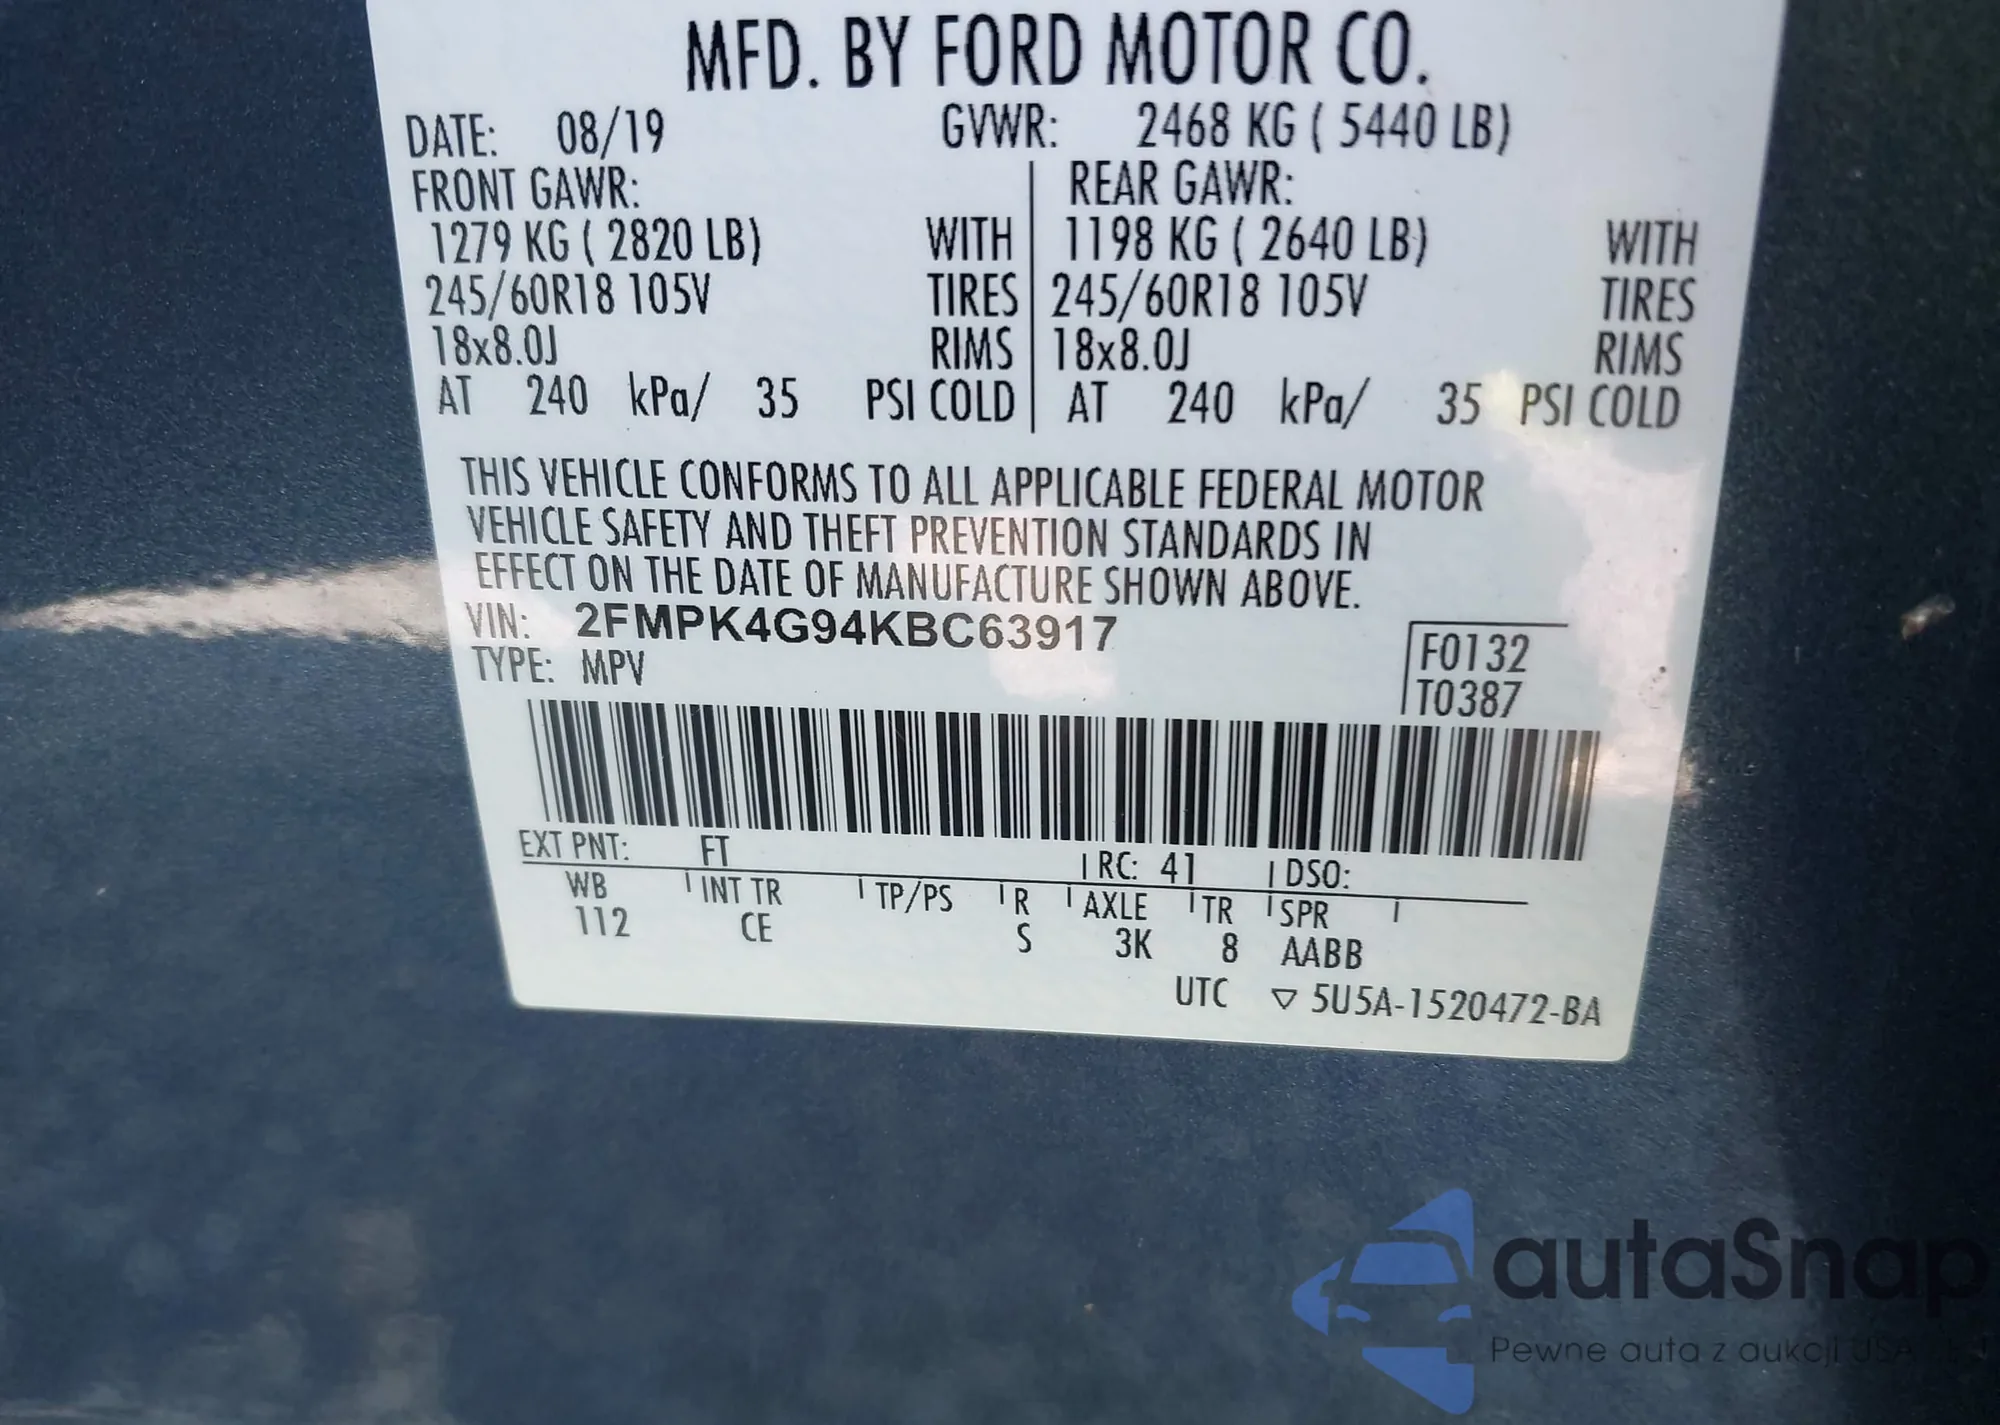 MFD. BY FORD MOTOR CO.
DATE: 08/19 GVWR: 2468 KG ( 5440 LB)
FRONT GAWR: REAR GAWR:
1279 KG ( 2820 LB) WITH 1198 KG ( 2640 LB) WITH
245/60R18 105V TIRES 245/60R18 105V TIRES
18x8.0J RIMS 18x8.0J RIMS
AT 240 kPa/ 35 PSI COLD AT 240 kPa/ 35 PSI COLD
THIS VEHICLE CONFORMS TO ALL APPLICABLE FEDERAL MOTOR
VEHICLE SAFETY AND THEFT PREVENTION STANDARDS IN
EFFECT ON THE DATE OF MANUFACTURE SHOWN ABOVE.
VIN: 2FMPK4G94KBC63917
F0132
TYPE: MPV
T0387
EXT PNT: FT RC: 41 DSO:
WB INT TR TP/PS R AXLE TR SPR
112 CE S 3K 8 AABB
UTC ▽ 5U5A-1520472-BA
autaSnap
Pewne auta z aukcji USA